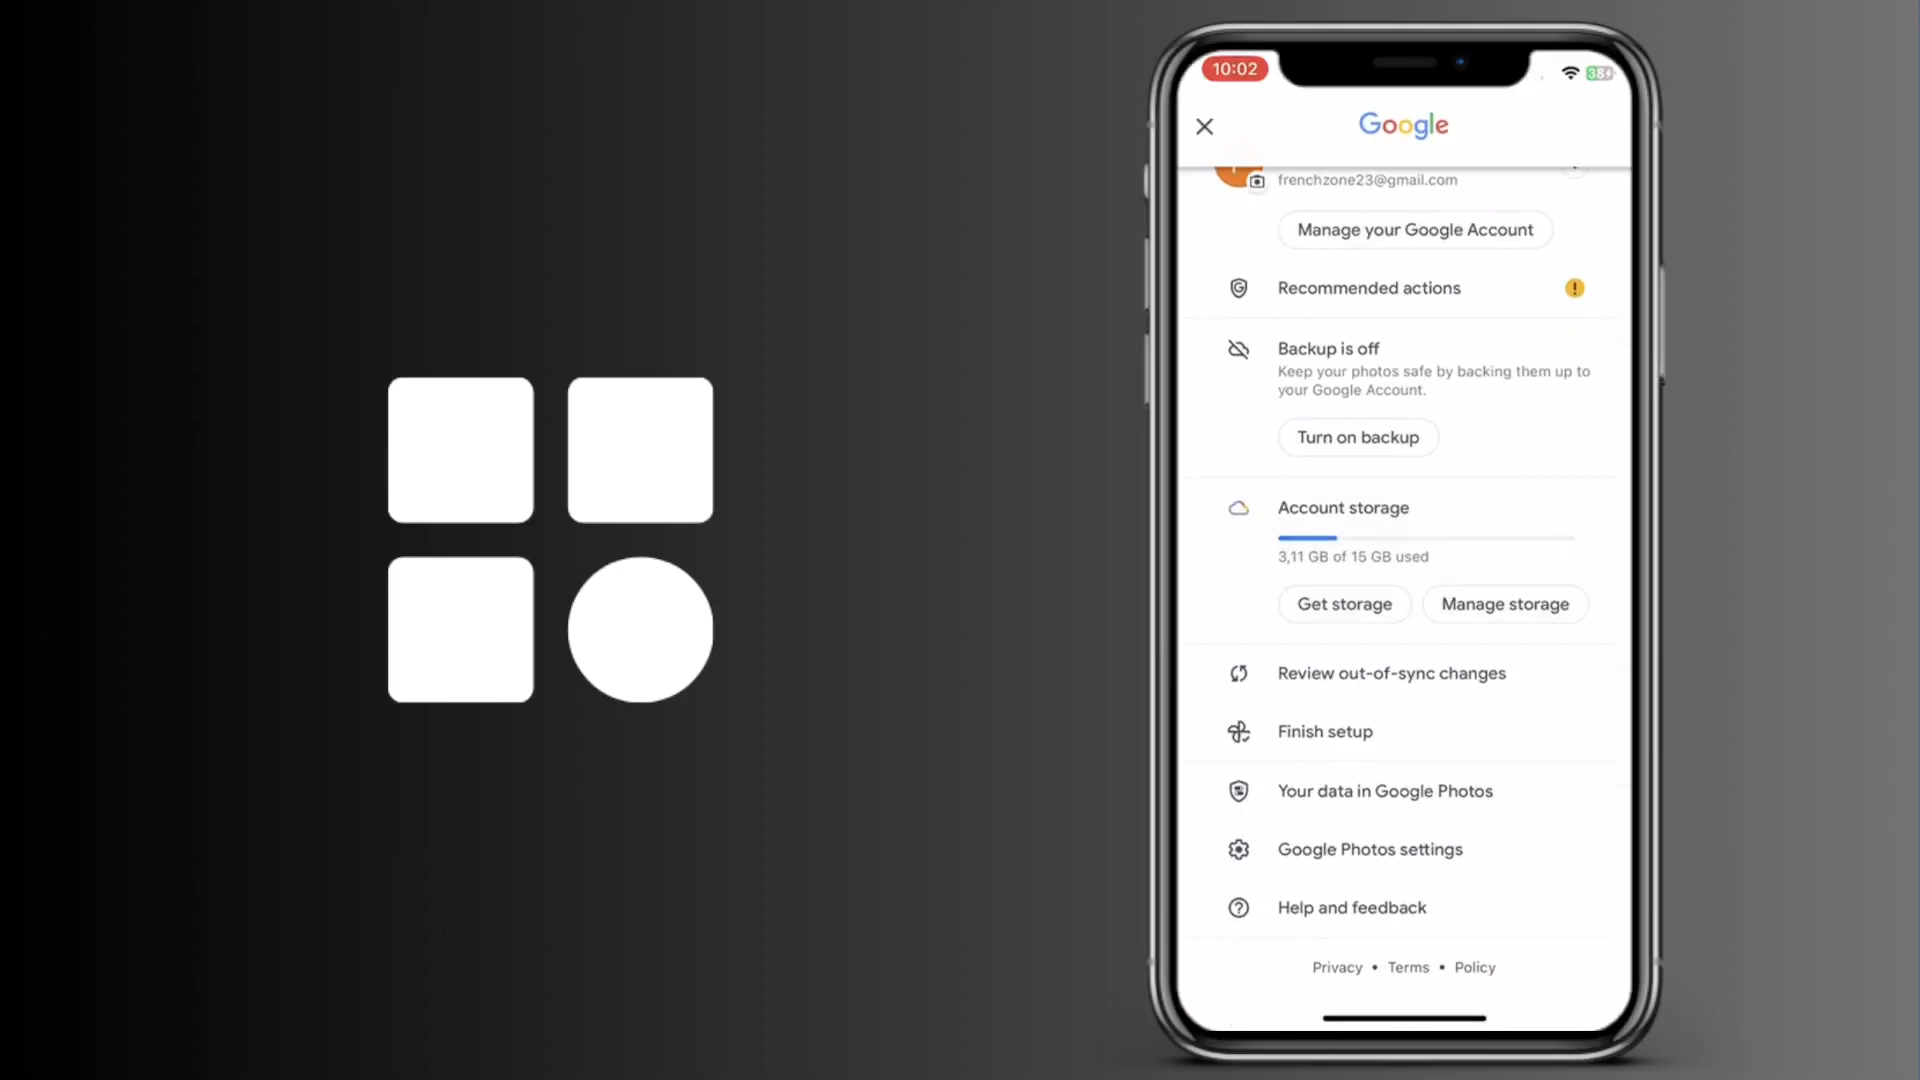 10:02
38
Google
frenchzone23@gmail.com
Manage your Google Account
Recommended actions
Backup is off
Keep your photos safe by backing them up to
your Google Account.
Turn on backup
Account storage
3,11 GB of 15 GB used
Get storage
Manage storage
Review out-of-sync changes
Finish setup
Your data in Google Photos
Google Photos settings
Help and feedback
Privacy • Terms • Policy